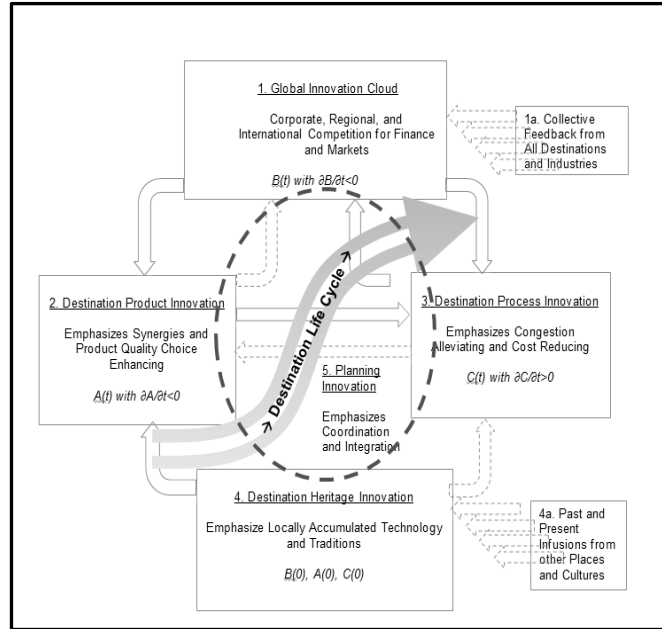 1. Global Innovation Cloud
Corporate, Regional, and
International Competition for Finance
and Markets
B(t) with ∂B/∂t<0
1a. Collective
Feedback from
All Destinations
and Industries
2. Destination Product Innovation
Emphasizes Synergies and
Product Quality Choice
Enhancing
A(t) with ∂A/∂t<0
→ Destination Life Cycle →
3. Destination Process Innovation
Emphasizes Congestion
Alleviating and Cost Reducing
C(t) with ∂C/∂t>0
5. Planning
Innovation
Emphasizes
Coordination
and Integration
4. Destination Heritage Innovation
Emphasize Locally Accumulated Technology
and Traditions
B(0), A(0), C(0)
4a. Past and
Present
Infusions from
other Places
and Cultures